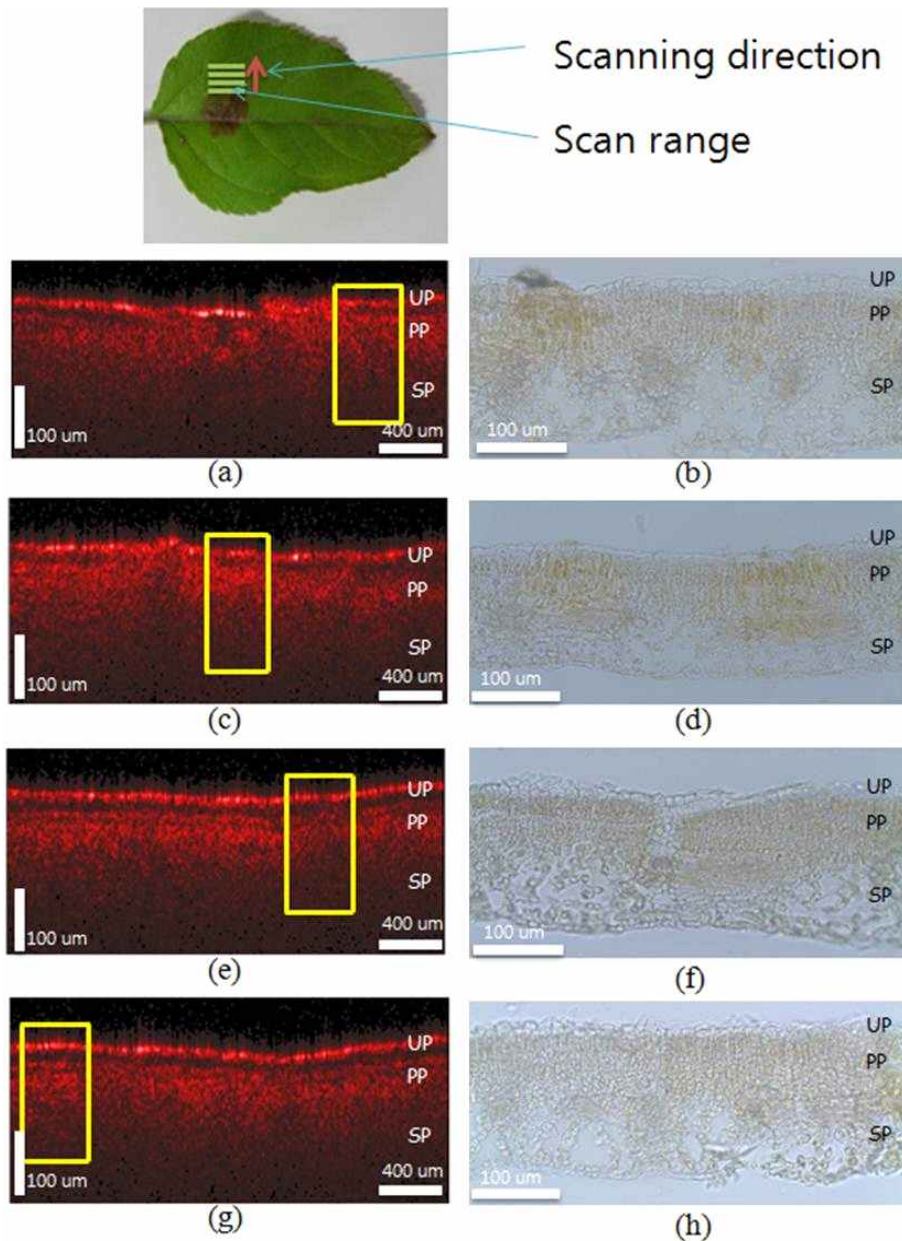 Scanning direction
Scan range
UP
PP
SP
100 um
400 um
(a)
UP
PP
SP
100 um
(b)
UP
PP
SP
100 um
400 um
(c)
UP
PP
SP
100 um
(d)
UP
PP
SP
100 um
400 um
(e)
UP
PP
SP
100 um
(f)
UP
PP
SP
100 um
400 um
(g)
UP
PP
SP
100 um
(h)